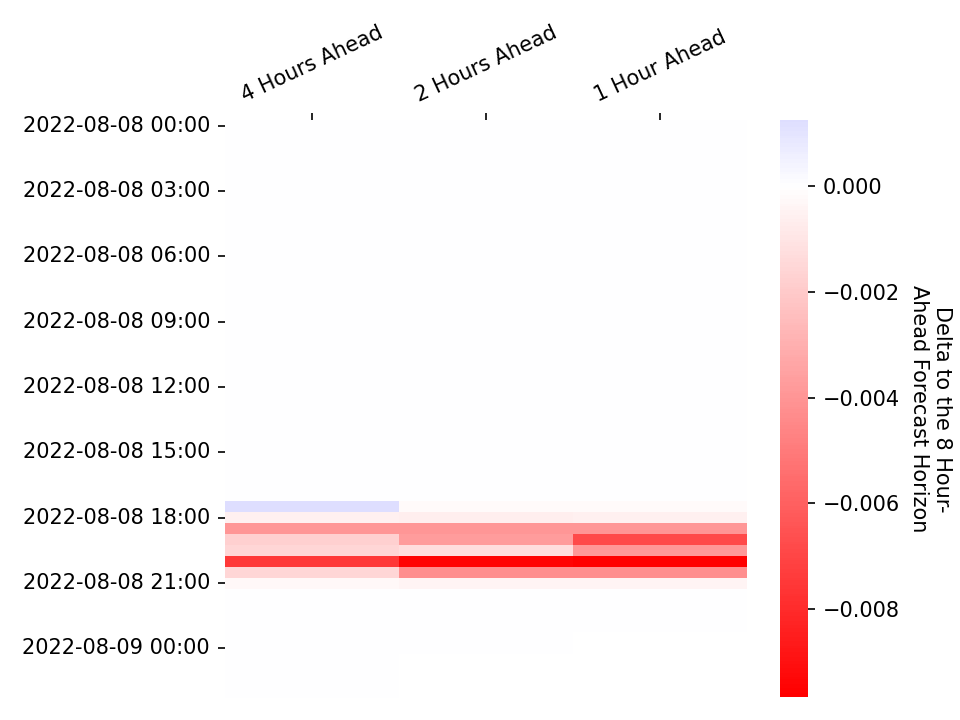 4 Hours Ahead
2 Hours Ahead
1 Hour Ahead
2022-08-08 00:00
2022-08-08 03:00
2022-08-08 06:00
2022-08-08 09:00
2022-08-08 12:00
2022-08-08 15:00
2022-08-08 18:00
2022-08-08 21:00
2022-08-09 00:00
0.000
−0.002
−0.004
−0.006
−0.008
Delta to the 8 Hour-
Ahead Forecast Horizon